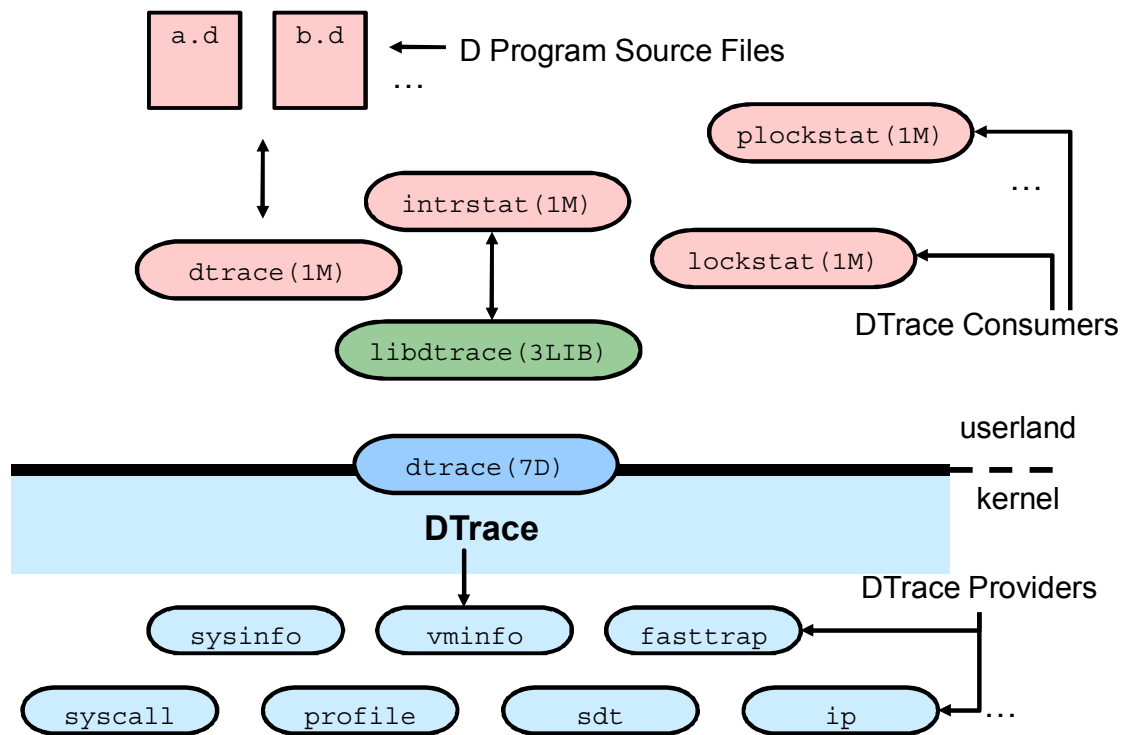 a.d
b.d
D Program Source Files
...
plockstat(1M)
...
intrstat(1M)
dtrace(1M)
lockstat(1M)
DTrace Consumers
libdtrace(3LIB)
userland
dtrace(7D)
kernel
DTrace
DTrace Providers
sysinfo
vminfo
fasttrap
syscall
profile
sdt
ip
...